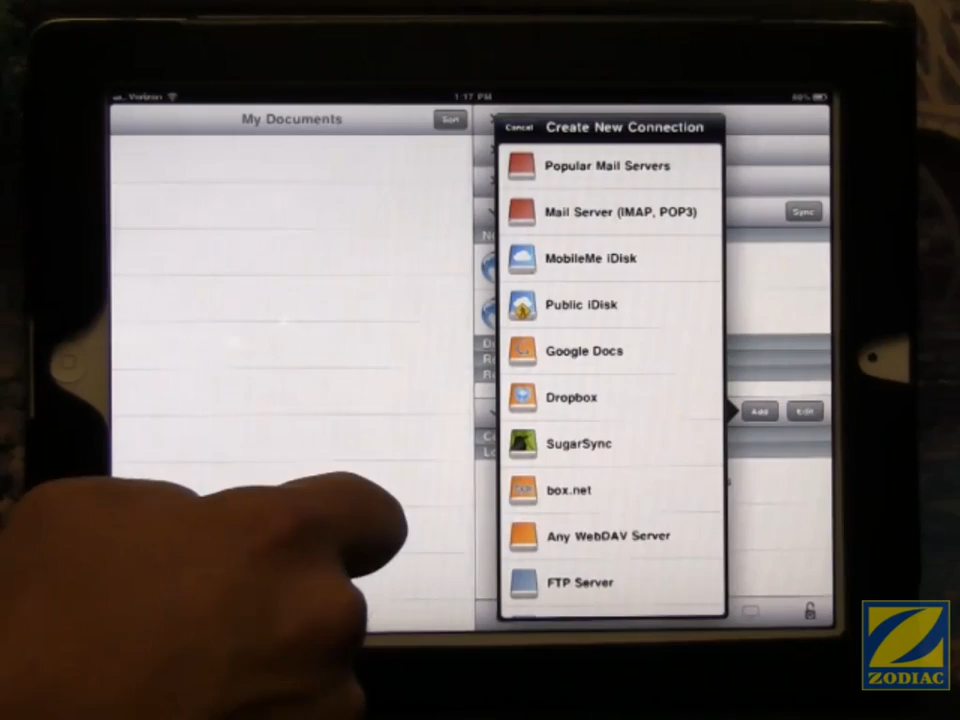 Verizon
1:17 PM
My Documents
Sort
Cancel
Create New Connection
Popular Mail Servers
Mail Server (IMAP, POP3)
MobileMe iDisk
Public iDisk
Google Docs
Dropbox
SugarSync
box.net
Any WebDAV Server
FTP Server
Sync
Add
Edit
ZODIAC